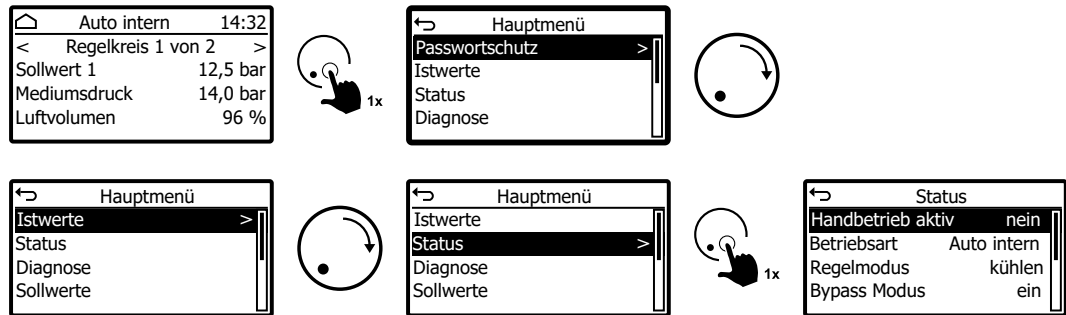 Auto intern 14:32
< Regelkreis 1 von 2 >
Sollwert 1 12,5 bar
Mediumsdruck 14,0 bar
Luftvolumen 96 %
1x
Hauptmenü
Passwortschutz >
Istwerte
Status
Diagnose
Hauptmenü
Istwerte >
Status
Diagnose
Sollwerte
Hauptmenü
Istwerte
Status >
Diagnose
Sollwerte
1x
Status
Handbetrieb aktiv nein
Betriebsart Auto intern
Regelmodus kühlen
Bypass Modus ein